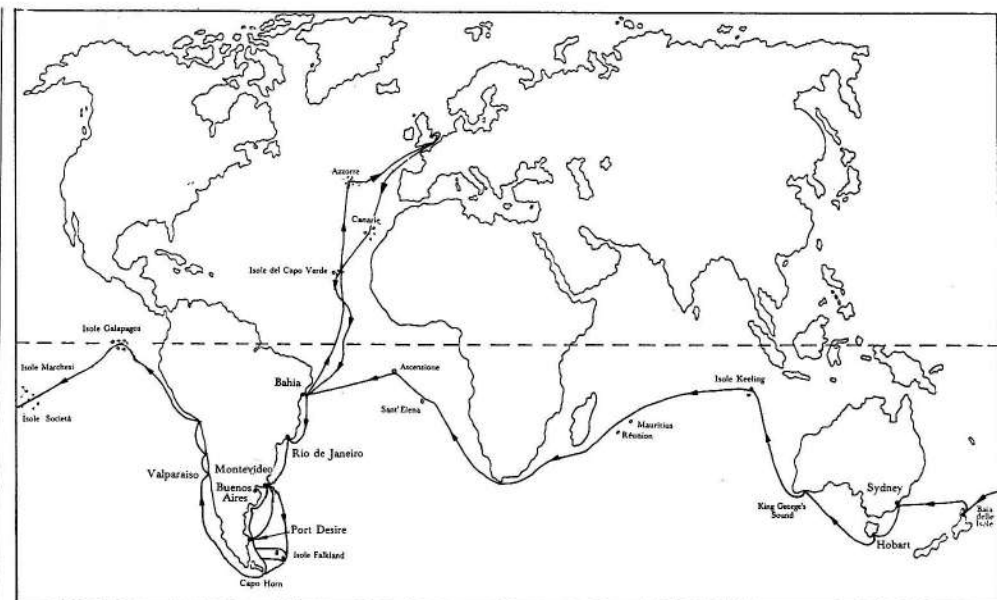 Azzorre
Canarie
Isole del Capo Verde
Isole Galapagos
Isole Marchesi
Isole Società
Bahia
Ascensione
Sant'Elena
Isole Keeling
Mauritius
Réunion
Rio de Janeiro
Montevideo
Valparaiso
Buenos
Aires
Sydney
King George's
Sound
Baia
delle
Isole
Port Desire
Hobart
Isole Falkland
Capo Horn